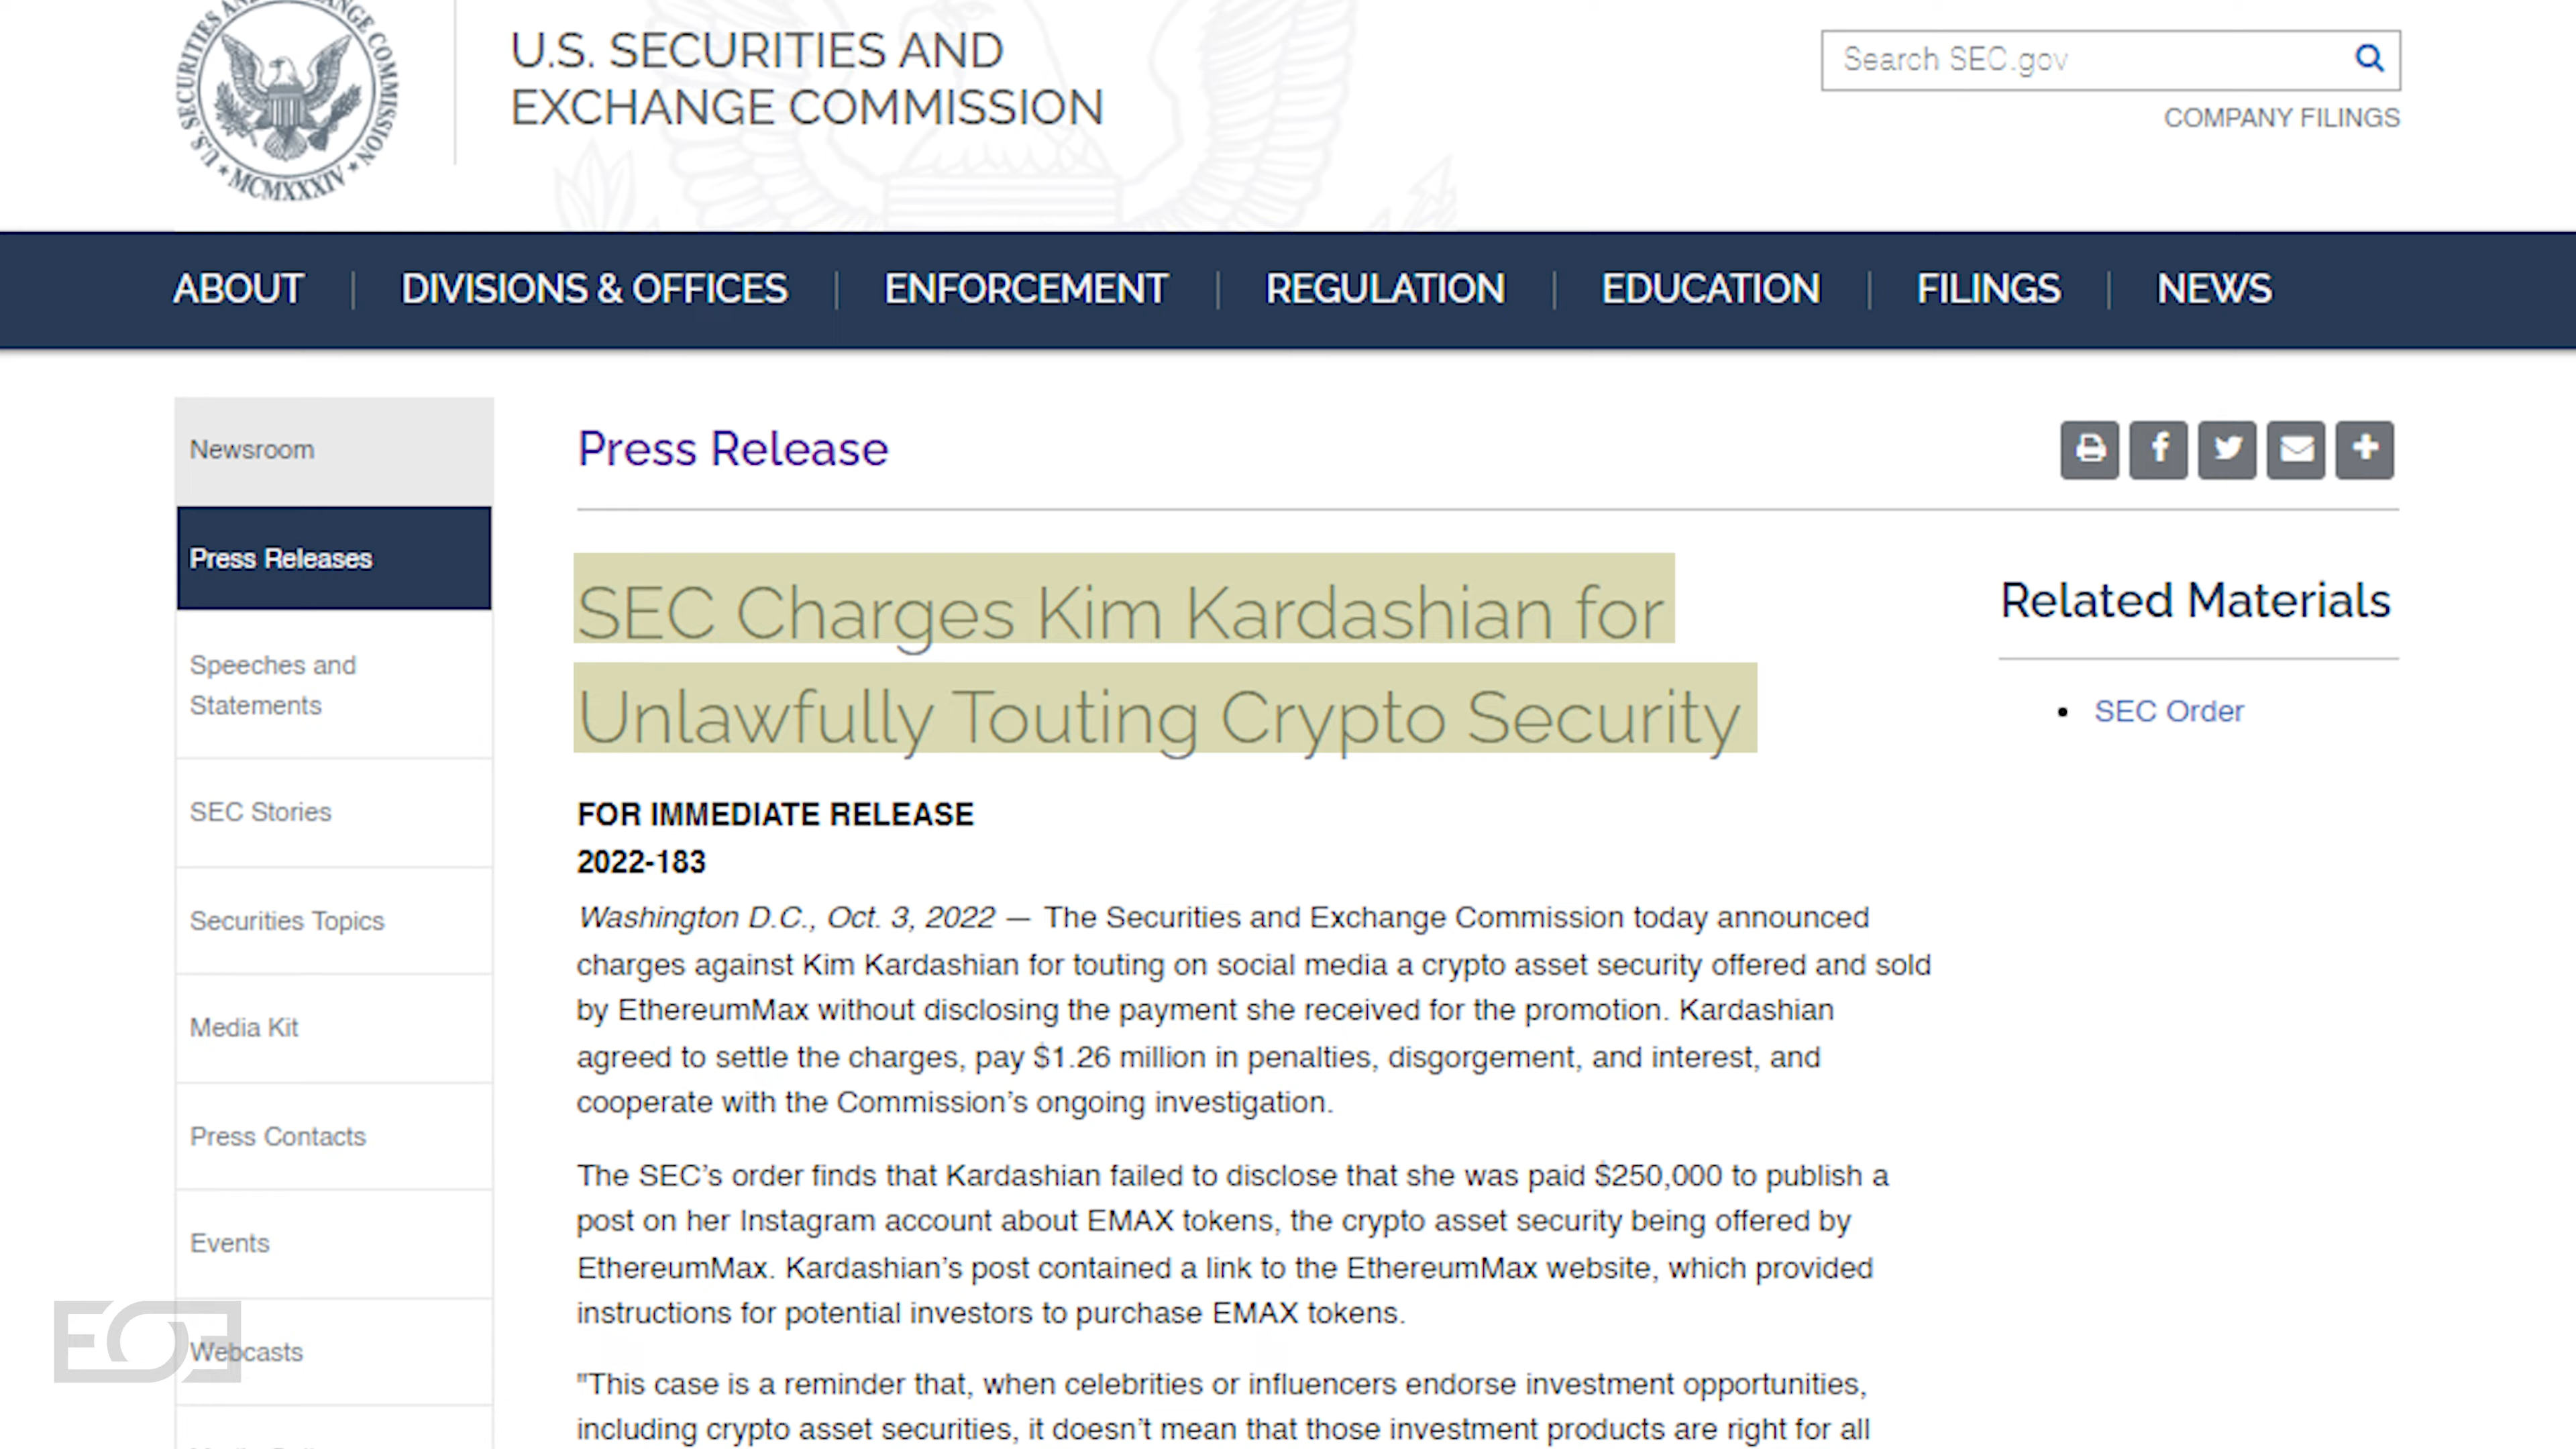 U.S. SECURITIES AND EXCHANGE COMMISSION
MCMXXXIV
U.S. SECURITIES AND
EXCHANGE COMMISSION
Search SEC.gov
COMPANY FILINGS
ABOUT
DIVISIONS & OFFICES
ENFORCEMENT
REGULATION
EDUCATION
FILINGS
NEWS
Newsroom
Press Releases
Speeches and
Statements
SEC Stories
Securities Topics
Media Kit
Press Contacts
Events
Webcasts
Press Release
SEC Charges Kim Kardashian for
Unlawfully Touting Crypto Security
FOR IMMEDIATE RELEASE
2022-183
Washington D.C., Oct. 3, 2022 — The Securities and Exchange Commission today announced
charges against Kim Kardashian for touting on social media a crypto asset security offered and sold
by EthereumMax without disclosing the payment she received for the promotion. Kardashian
agreed to settle the charges, pay $1.26 million in penalties, disgorgement, and interest, and
cooperate with the Commission’s ongoing investigation.
The SEC’s order finds that Kardashian failed to disclose that she was paid $250,000 to publish a
post on her Instagram account about EMAX tokens, the crypto asset security being offered by
EthereumMax. Kardashian’s post contained a link to the EthereumMax website, which provided
instructions for potential investors to purchase EMAX tokens.
"This case is a reminder that, when celebrities or influencers endorse investment opportunities,
including crypto asset securities, it doesn’t mean that those investment products are right for all
Related Materials
SEC Order